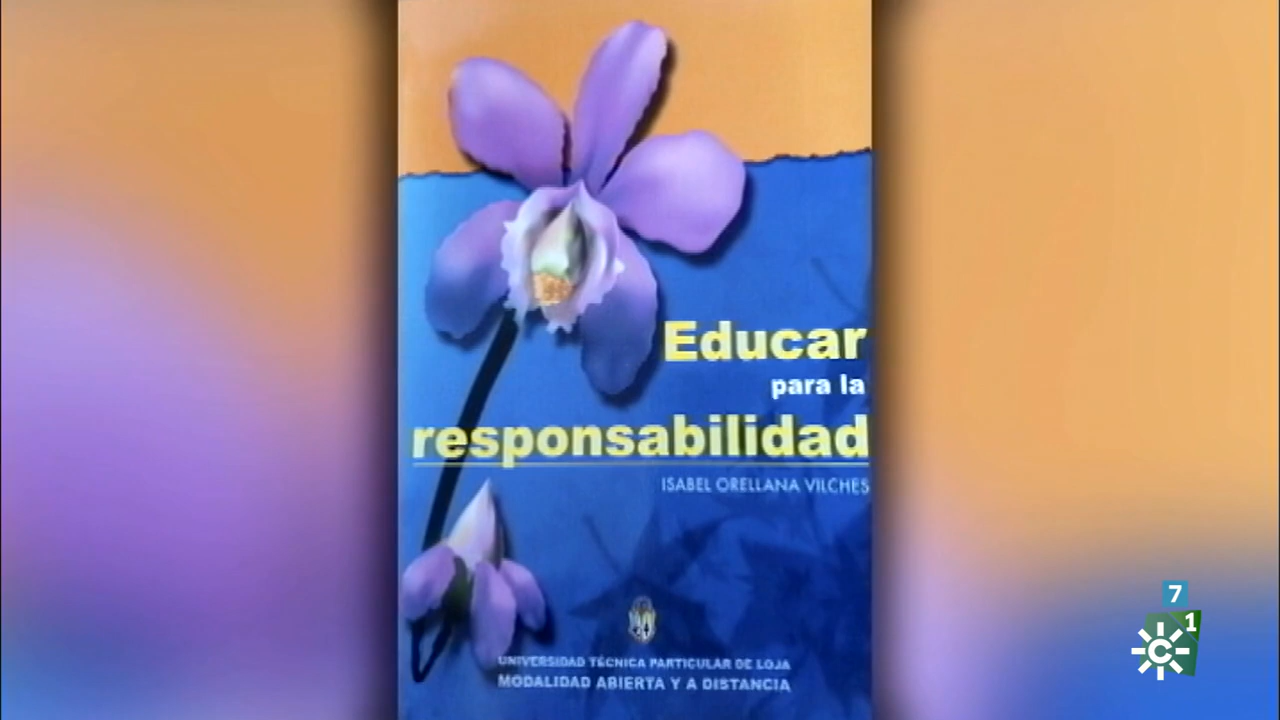 Educar
para la
responsabilidad
ISABEL ORELLANA VILCHES
UNIVERSIDAD TÉCNICA PARTICULAR DE LOJA
MODALIDAD ABIERTA Y A DISTANCIA
7
1
C